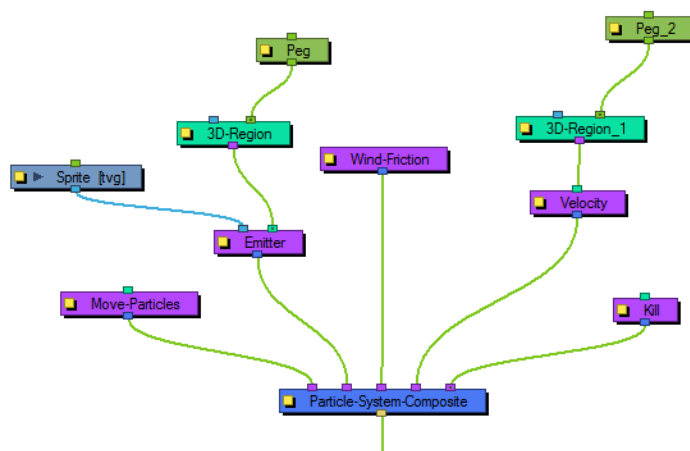 Peg
Peg_2
3D-Region
3D-Region_1
Wind-Friction
Sprite [tvg]
Velocity
Emitter
Move-Particles
Kill
Particle-System-Composite